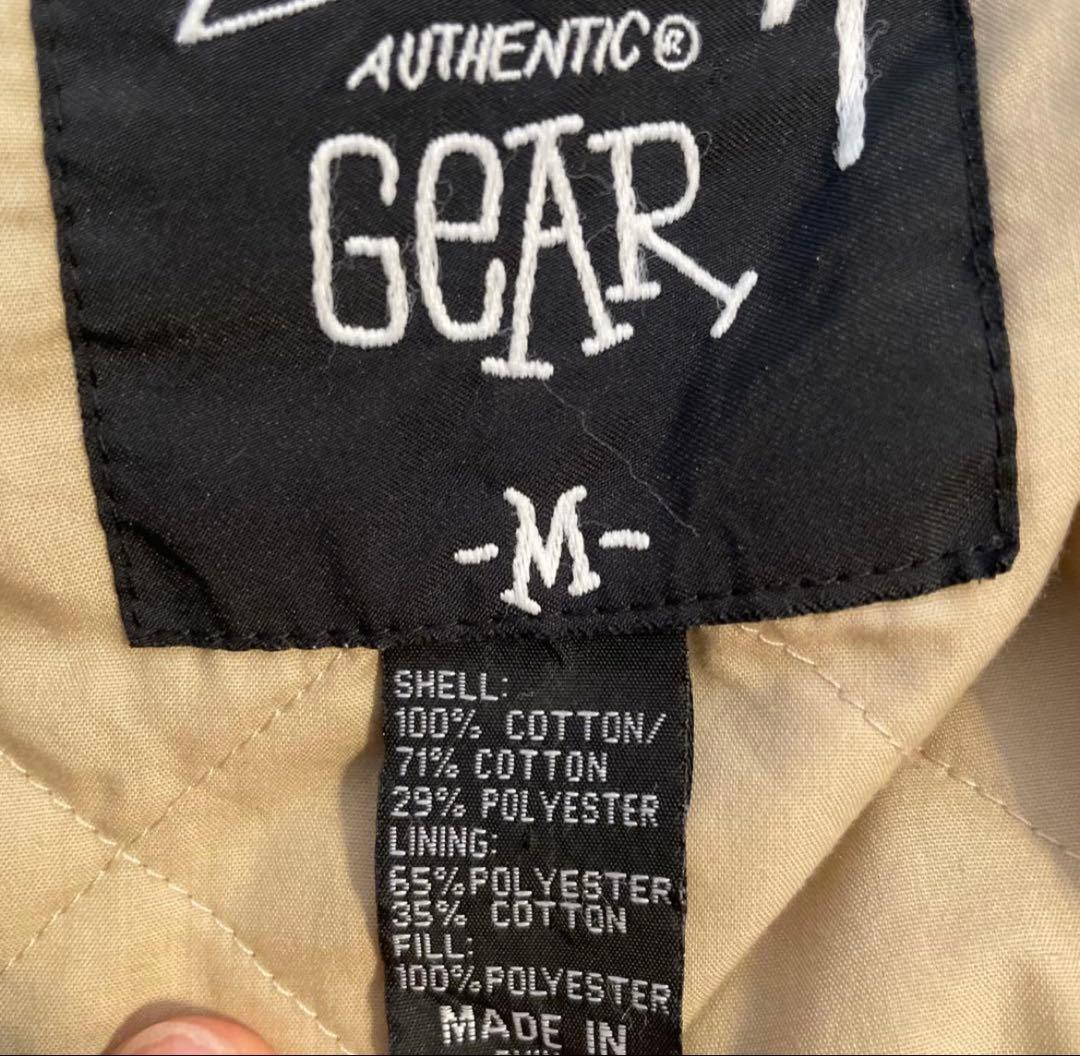 AUTHENTIC®
GeAR
-M-
SHELL:
100% COTTON/
71% COTTON
29% POLYESTER
LINING:
65% POLYESTER
35% COTTON
FILL:
100% POLYESTER
MADE IN